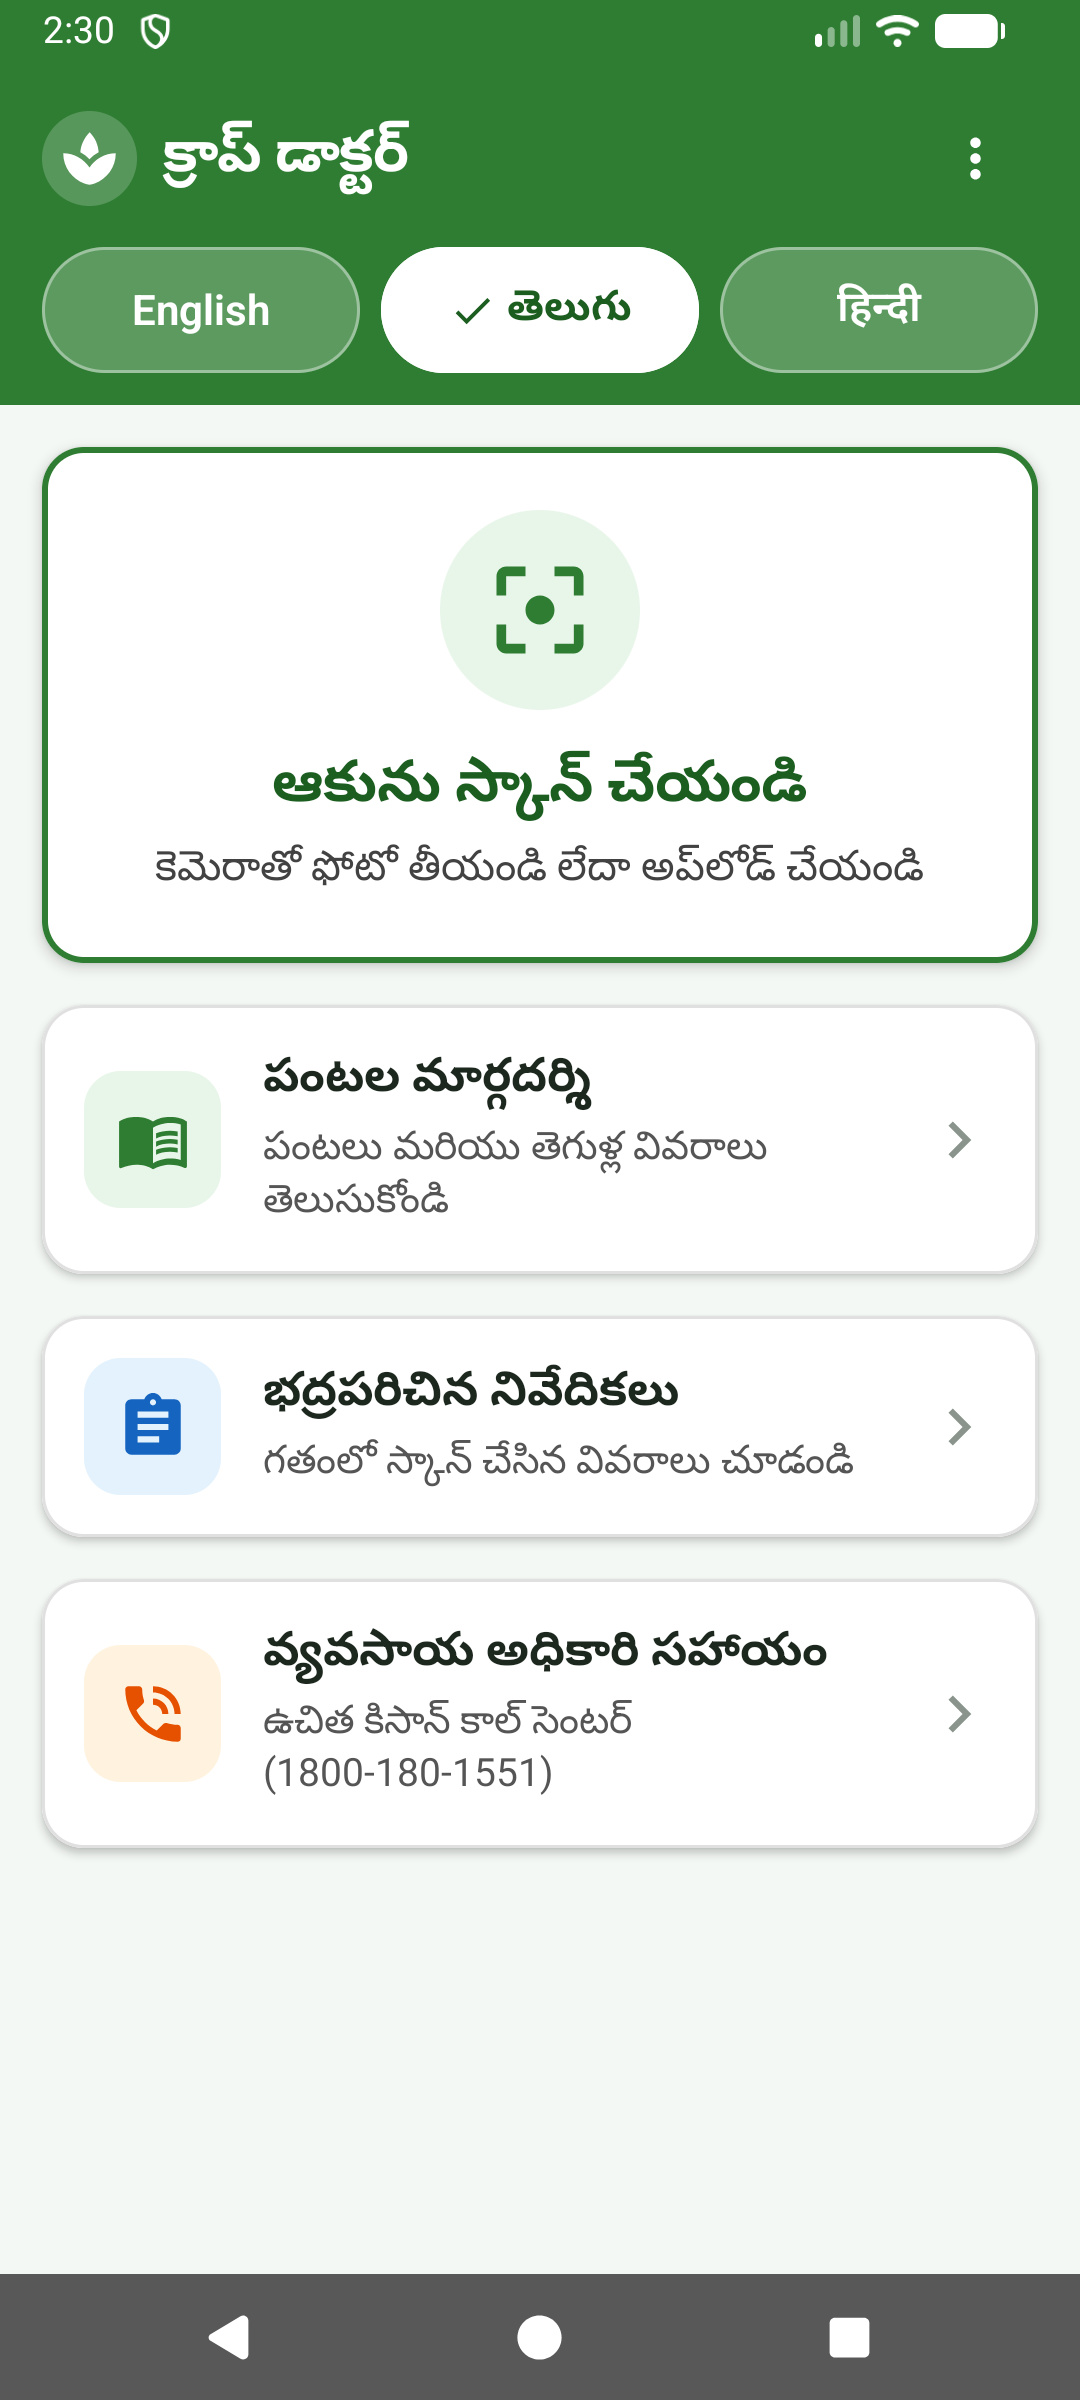 2:30
క్రాప్ డాక్టర్
English
తెలుగు
हिन्दी
ఆకును స్కాన్ చేయండి
కెమెరాతో ఫోటో తీయండి లేదా అప్‌లోడ్ చేయండి
పంటల మార్గదర్శి
పంటలు మరియు తెగుళ్ల వివరాలు
తెలుసుకోండి
భద్రపరిచిన నివేదికలు
గతంలో స్కాన్ చేసిన వివరాలు చూడండి
వ్యవసాయ అధికారి సహాయం
ఉచిత కిసాన్ కాల్ సెంటర్
(1800-180-1551)